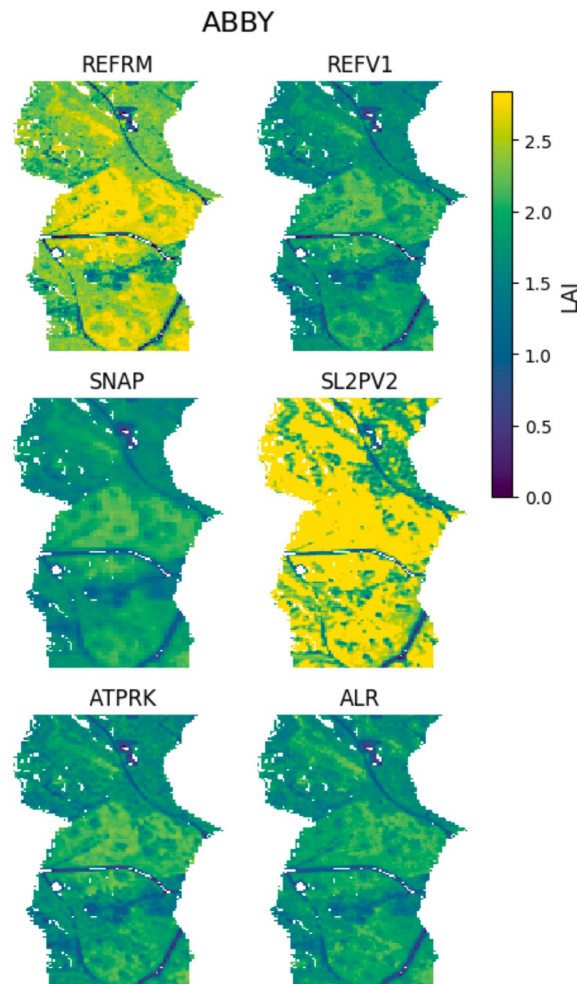 ABBY
REFRM
REFV1
2.5
2.0
1.5
1.0
0.5
0.0
LAI
SNAP
SL2PV2
ATPRK
ALR